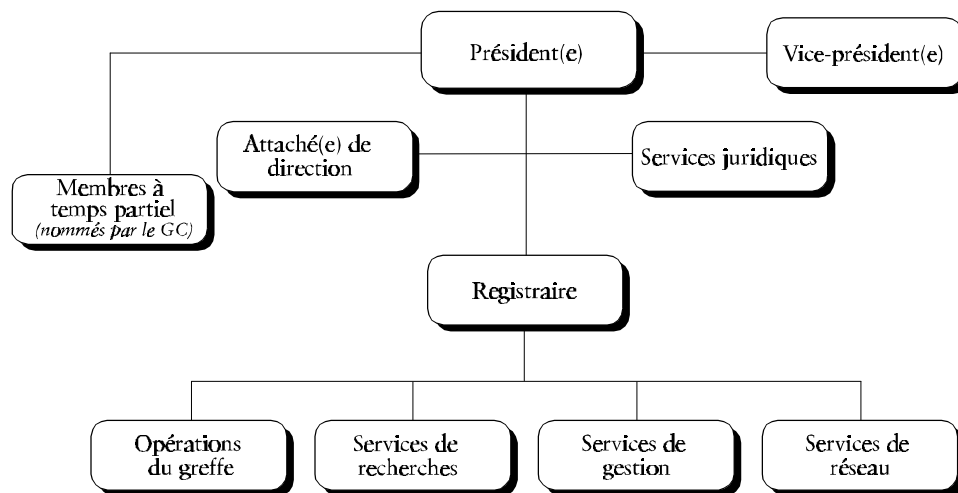 Président(e)
Vice-président(e)
Attaché(e) de
direction
Services juridiques
Membres à
temps partiel
(nommés par le GC)
Registraire
Opérations
du greffe
Services de
recherches
Services de
gestion
Services de
réseau